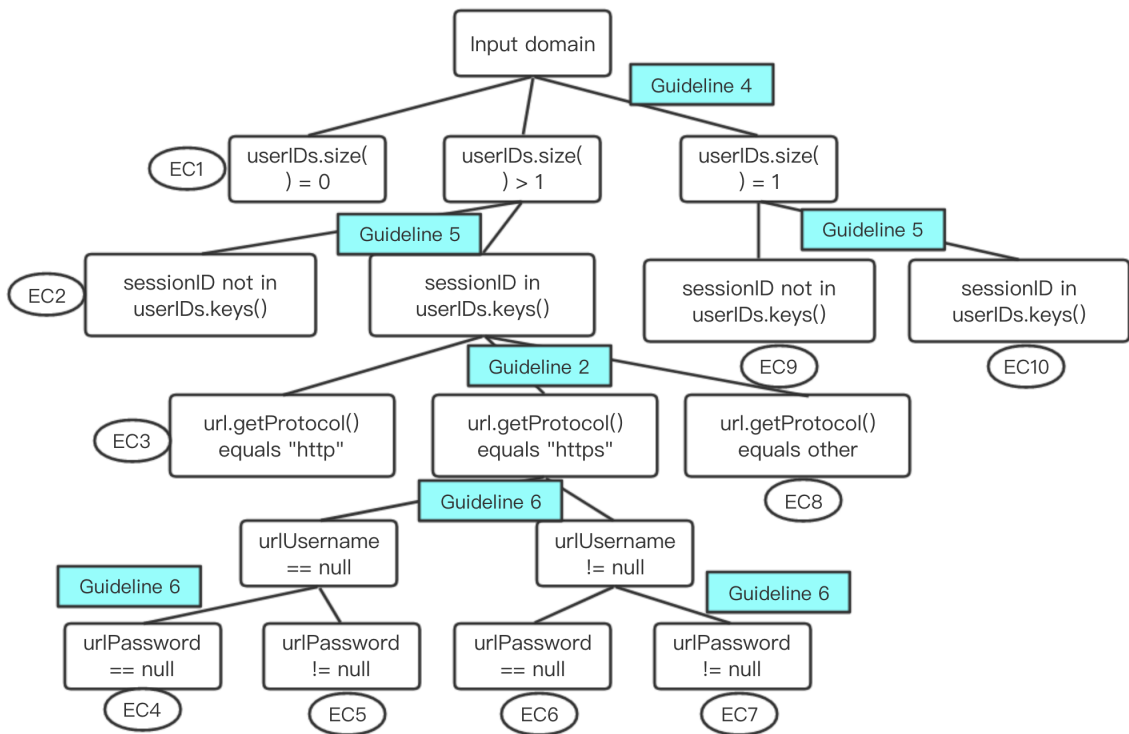 Input domain
Guideline 4
EC1
userIDs.size(
) = 0
userIDs.size(
) > 1
userIDs.size(
) = 1
Guideline 5
Guideline 5
EC2
sessionID not in
userIDs.keys()
sessionID in
userIDs.keys()
sessionID not in
userIDs.keys()
sessionID in
userIDs.keys()
Guideline 2
EC9
EC10
EC3
url.getProtocol()
equals "http"
url.getProtocol()
equals "https"
url.getProtocol()
equals other
Guideline 6
EC8
urlUsername
== null
urlUsername
!= null
Guideline 6
Guideline 6
urlPassword
== null
urlPassword
!= null
urlPassword
== null
urlPassword
!= null
EC4
EC5
EC6
EC7